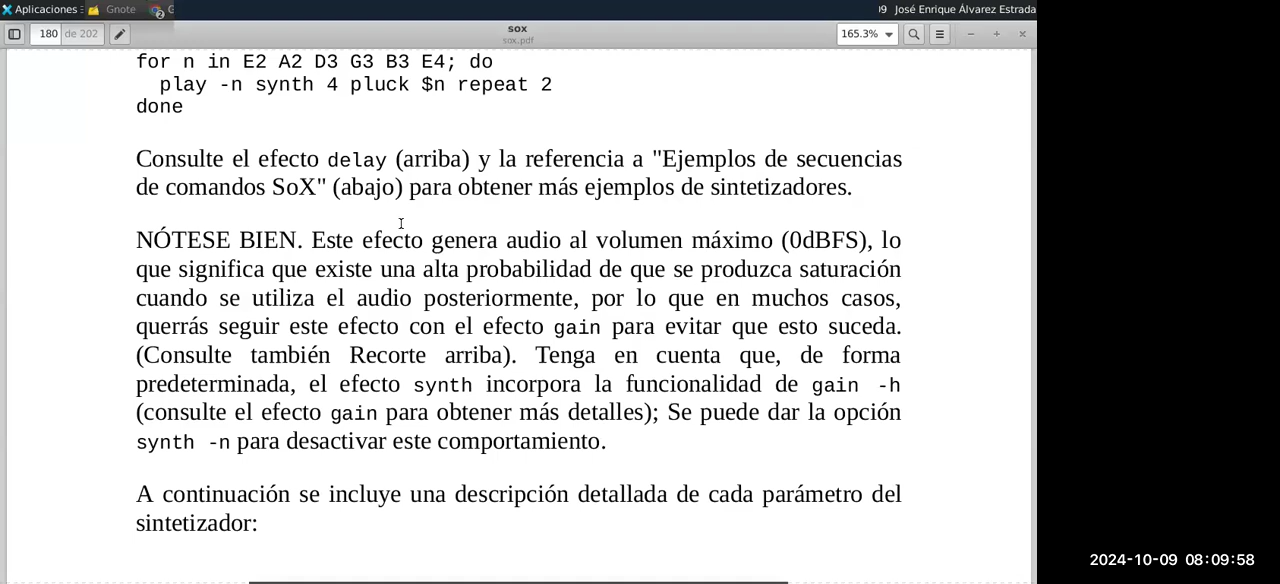 Aplicaciones Gnote G 2 09 José Enrique Álvarez Estrada
180 de 202 sox 165.3%
sox.pdf
for n in E2 A2 D3 G3 B3 E4; do
play -n synth 4 pluck $n repeat 2
done
Consulte el efecto delay (arriba) y la referencia a "Ejemplos de secuencias
de comandos SoX" (abajo) para obtener más ejemplos de sintetizadores.
NÓTESE BIEN. Este efecto genera audio al volumen máximo (0dBFS), lo
que significa que existe una alta probabilidad de que se produzca saturación
cuando se utiliza el audio posteriormente, por lo que en muchos casos,
querrás seguir este efecto con el efecto gain para evitar que esto suceda.
(Consulte también Recorte arriba). Tenga en cuenta que, de forma
predeterminada, el efecto synth incorpora la funcionalidad de gain -h
(consulte el efecto gain para obtener más detalles); Se puede dar la opción
synth -n para desactivar este comportamiento.
A continuación se incluye una descripción detallada de cada parámetro del
sintetizador:
2024-10-09 08:09:58